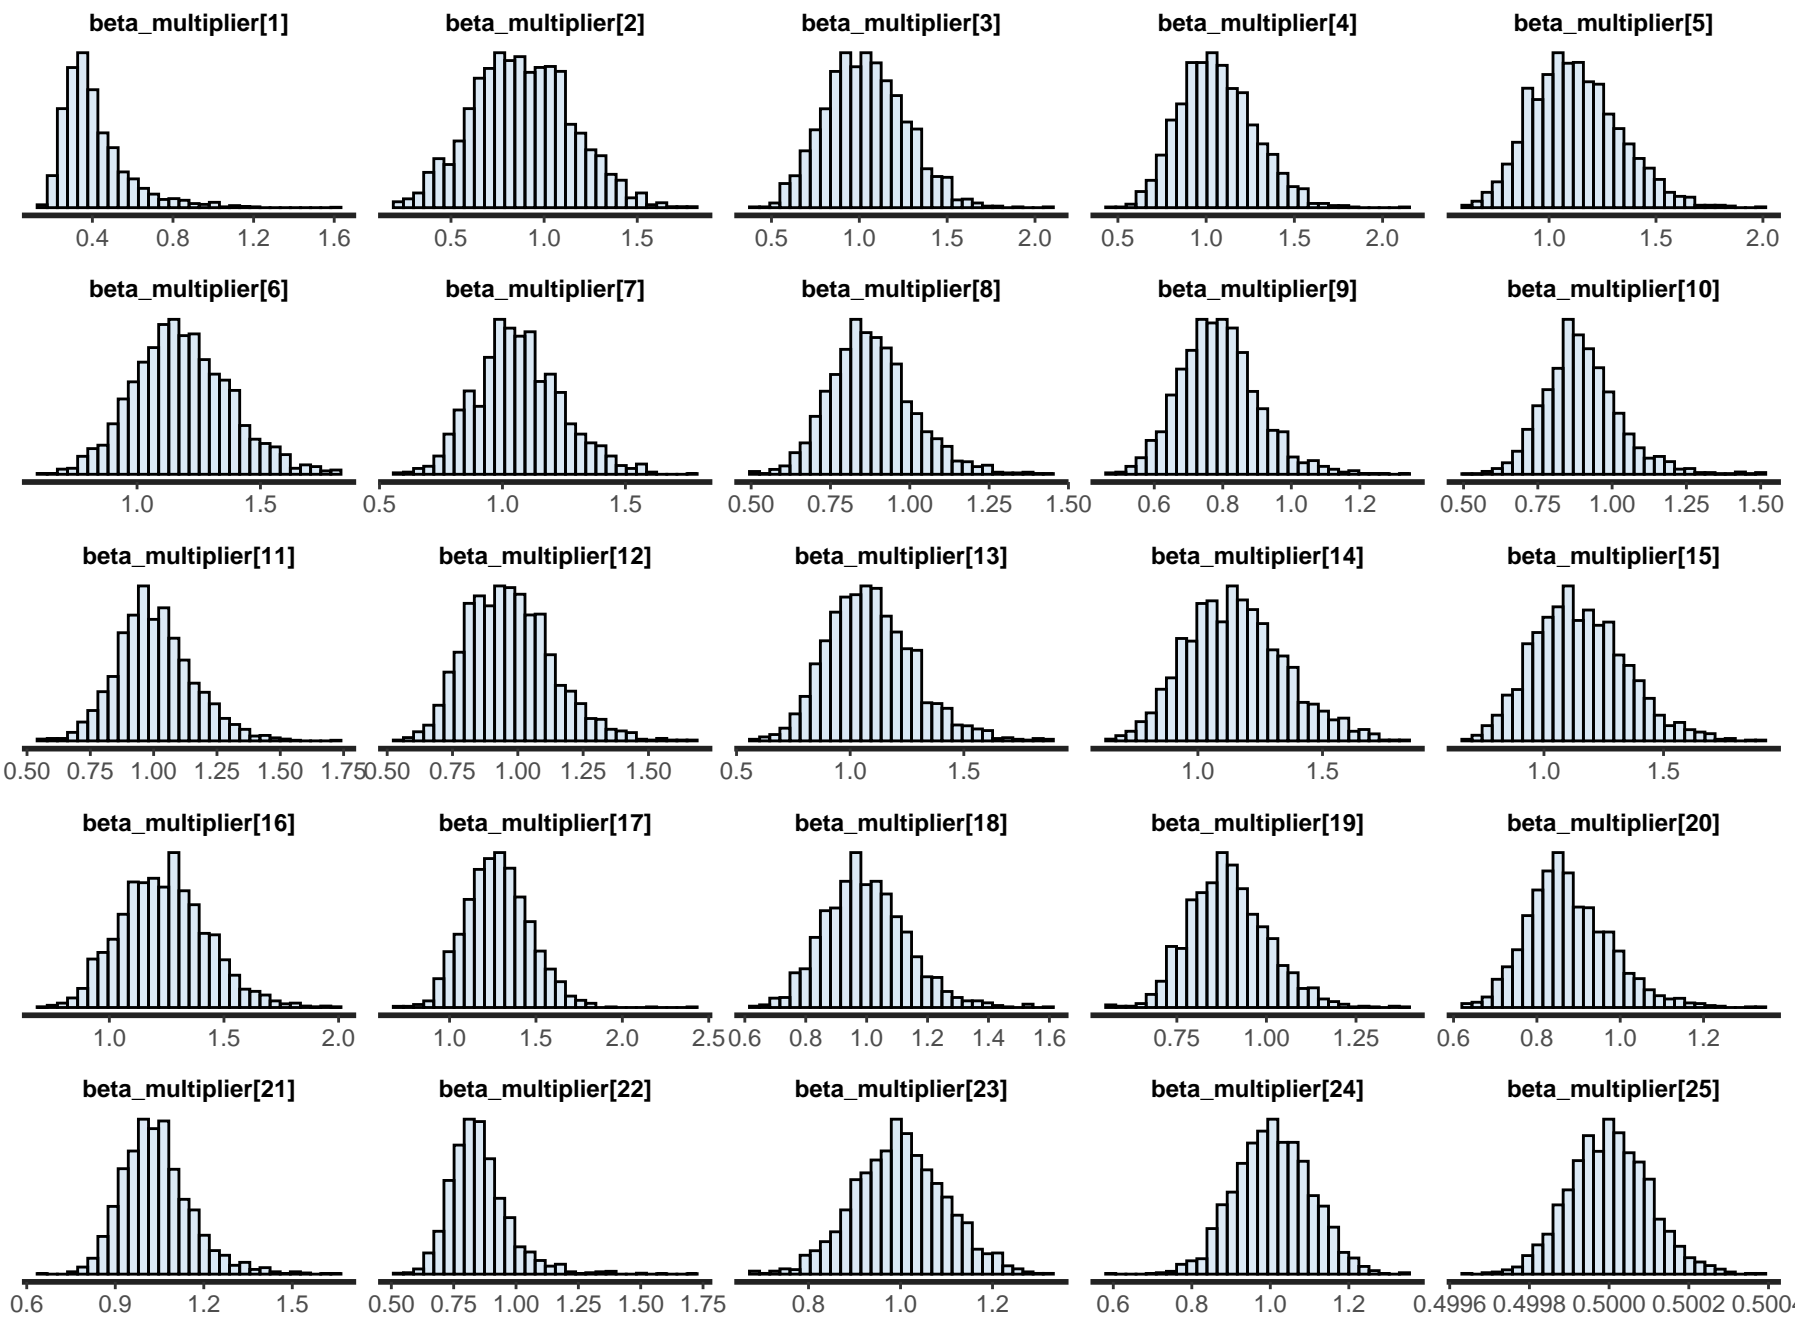 beta_multiplier[1] beta_multiplier[2] beta_multiplier[3] beta_multiplier[4] beta_multiplier[5]
0.4 0.8 1.2 1.6 0.5 1.0 1.5 0.5 1.0 1.5 2.0 0.5 1.0 1.5 2.0 1.0 1.5 2.0
beta_multiplier[6] beta_multiplier[7] beta_multiplier[8] beta_multiplier[9] beta_multiplier[10]
1.0 1.5 0.5 1.0 1.5 0.50 0.75 1.00 1.25 1.50 0.6 0.8 1.0 1.2 0.50 0.75 1.00 1.25 1.50
beta_multiplier[11] beta_multiplier[12] beta_multiplier[13] beta_multiplier[14] beta_multiplier[15]
0.50 0.75 1.00 1.25 1.50 1.75 0.50 0.75 1.00 1.25 1.50 0.5 1.0 1.5 1.0 1.5 1.0 1.5
beta_multiplier[16] beta_multiplier[17] beta_multiplier[18] beta_multiplier[19] beta_multiplier[20]
1.0 1.5 2.0 1.0 1.5 2.0 2.5 0.6 0.8 1.0 1.2 1.4 1.6 0.75 1.00 1.25 0.6 0.8 1.0 1.2
beta_multiplier[21] beta_multiplier[22] beta_multiplier[23] beta_multiplier[24] beta_multiplier[25]
0.6 0.9 1.2 1.5 0.50 0.75 1.00 1.25 1.50 1.75 0.8 1.0 1.2 0.6 0.8 1.0 1.2 0.4996 0.4998 0.5000 0.5002